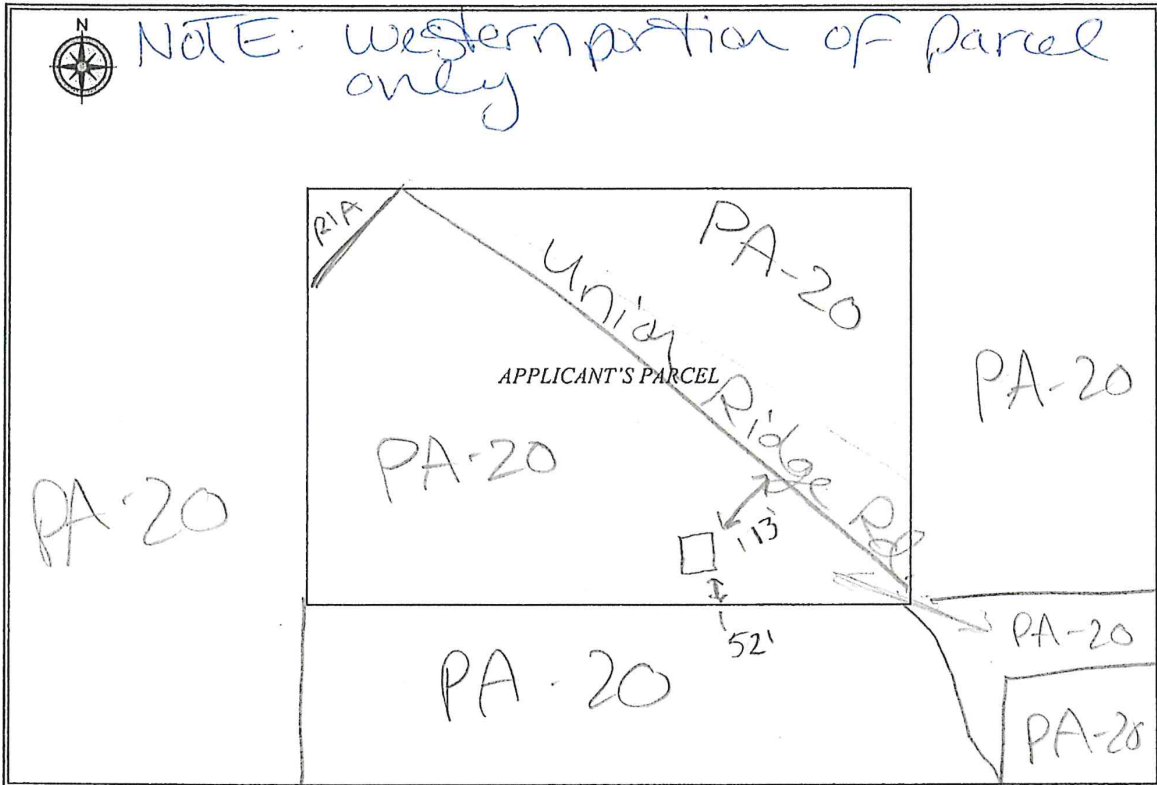 N
NOTE: western portion of parcel
only
R1A
PA-20
Union Ridge Rd
APPLICANT'S PARCEL
PA-20
PA-20
PA-20
113'
52'
PA-20
PA-20
PA-20